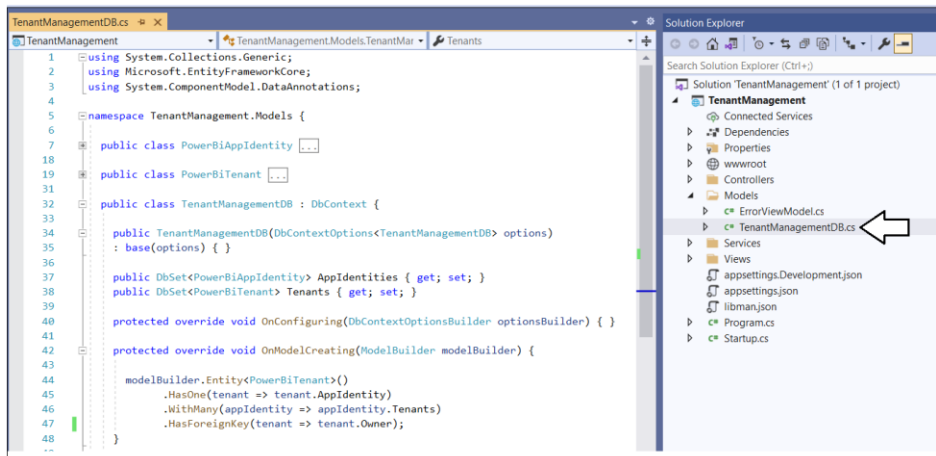 TenantManagementDB.cs
TenantManagement TenantManagement.Models.TenantMar Tenants
1 using System.Collections.Generic;
2 using Microsoft.EntityFrameworkCore;
3 using System.ComponentModel.DataAnnotations;
4
5 namespace TenantManagement.Models {
6
7 public class PowerBiAppIdentity ...
18
19 public class PowerBiTenant ...
31
32 public class TenantManagementDB : DbContext {
33
34 public TenantManagementDB(DbContextOptions<TenantManagementDB> options)
35 : base(options) { }
36
37 public DbSet<PowerBiAppIdentity> AppIdentities { get; set; }
38 public DbSet<PowerBiTenant> Tenants { get; set; }
39
40 protected override void OnConfiguring(DbContextOptionsBuilder optionsBuilder) { }
41
42 protected override void OnModelCreating(ModelBuilder modelBuilder) {
43
44 modelBuilder.Entity<PowerBiTenant>()
45 .HasOne(tenant => tenant.AppIdentity)
46 .WithMany(appIdentity => appIdentity.Tenants)
47 .HasForeignKey(tenant => tenant.Owner);
48 }
Solution Explorer
Search Solution Explorer (Ctrl+;)
Solution 'TenantManagement' (1 of 1 project)
TenantManagement
Connected Services
Dependencies
Properties
wwwroot
Controllers
Models
C# ErrorViewModel.cs
C# TenantManagementDB.cs
Services
Views
appsettings.Development.json
appsettings.json
libman.json
C# Program.cs
C# Startup.cs